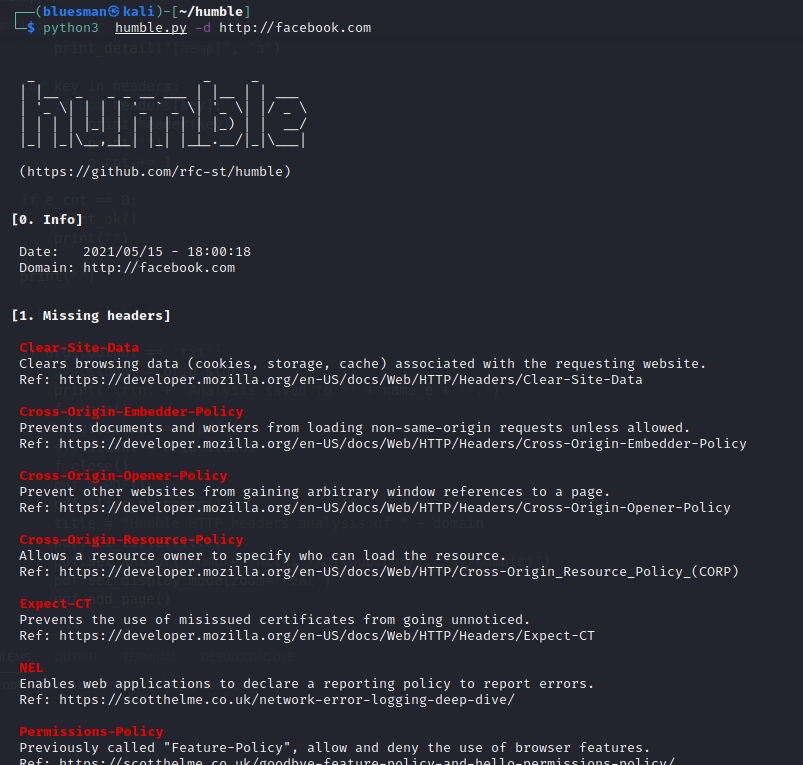 ┌──(bluesman㉿kali)-[~/humble]
└─$ python3 humble.py -d http://facebook.com
humble
(https://github.com/rfc-st/humble)
[0. Info]
Date: 2021/05/15 - 18:00:18
Domain: http://facebook.com
[1. Missing headers]
Clear-Site-Data
Clears browsing data (cookies, storage, cache) associated with the requesting website.
Ref: https://developer.mozilla.org/en-US/docs/Web/HTTP/Headers/Clear-Site-Data
Cross-Origin-Embedder-Policy
Prevents documents and workers from loading non-same-origin requests unless allowed.
Ref: https://developer.mozilla.org/en-US/docs/Web/HTTP/Headers/Cross-Origin-Embedder-Policy
Cross-Origin-Opener-Policy
Prevent other websites from gaining arbitrary window references to a page.
Ref: https://developer.mozilla.org/en-US/docs/Web/HTTP/Headers/Cross-Origin-Opener-Policy
Cross-Origin-Resource-Policy
Allows a resource owner to specify who can load the resource.
Ref: https://developer.mozilla.org/en-US/docs/Web/HTTP/Cross-Origin_Resource_Policy_(CORP)
Expect-CT
Prevents the use of misissued certificates from going unnoticed.
Ref: https://developer.mozilla.org/en-US/docs/Web/HTTP/Headers/Expect-CT
NEL
Enables web applications to declare a reporting policy to report errors.
Ref: https://scotthelme.co.uk/network-error-logging-deep-dive/
Permissions-Policy
Previously called "Feature-Policy", allow and deny the use of browser features.
Ref: https://scotthelme.co.uk/goodbye-feature-policy-and-hello-permissions-policy/